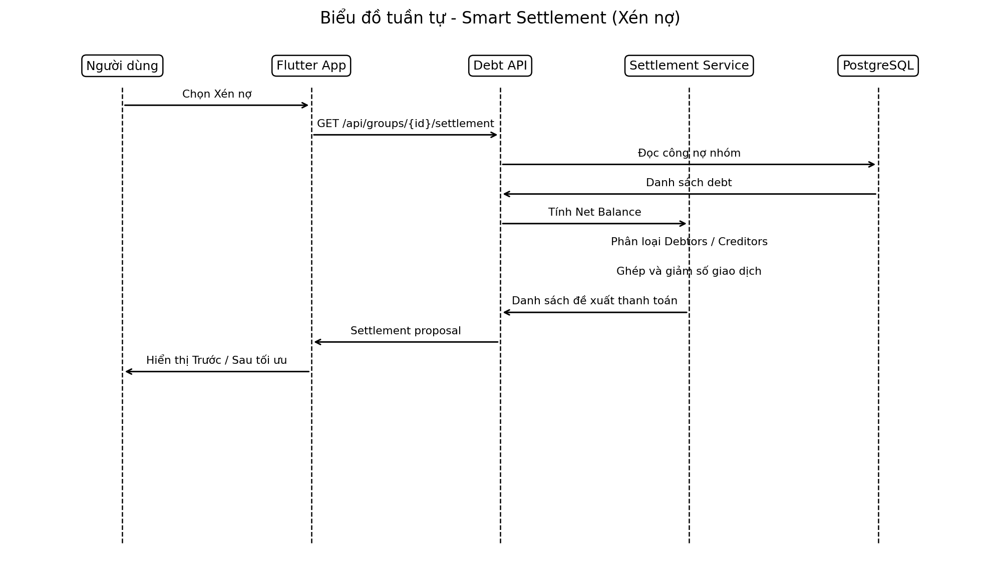 Biểu đồ tuần tự - Smart Settlement (Xén nợ)
Người dùng
Flutter App
Debt API
Settlement Service
PostgreSQL
Chọn Xén nợ
GET /api/groups/{id}/settlement
Đọc công nợ nhóm
Danh sách debt
Tính Net Balance
Phân loại Debtors / Creditors
Ghép và giảm số giao dịch
Danh sách đề xuất thanh toán
Settlement proposal
Hiển thị Trước / Sau tối ưu